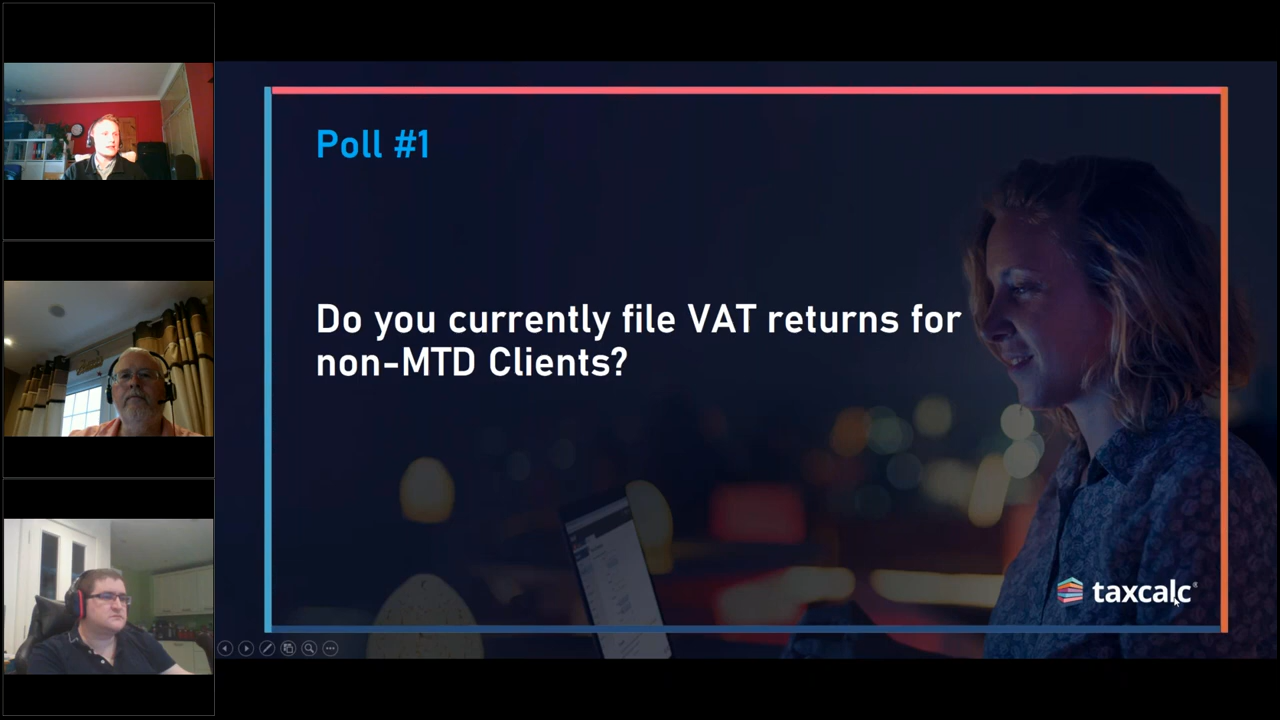 Poll #1
Do you currently file VAT returns for
non-MTD Clients?
taxcalc®